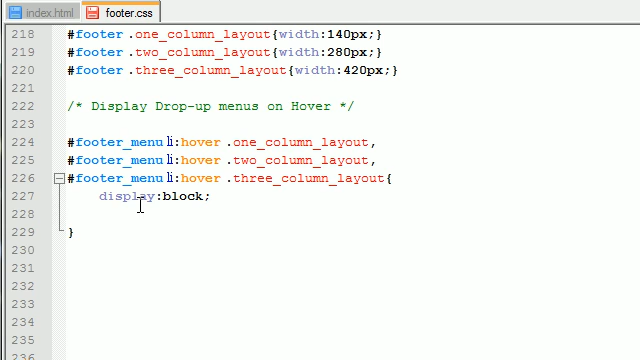 index.html footer.css
218 #footer .one_column_layout{width:140px;}
219 #footer .two_column_layout{width:280px;}
220 #footer .three_column_layout{width:420px;}
221
222 /* Display Drop-up menus on Hover */
223
224 #footer_menu li:hover .one_column_layout,
225 #footer_menu li:hover .two_column_layout,
226 #footer_menu li:hover .three_column_layout{
227 display:block;
228
229 }
230
231
232
233
234
235
236